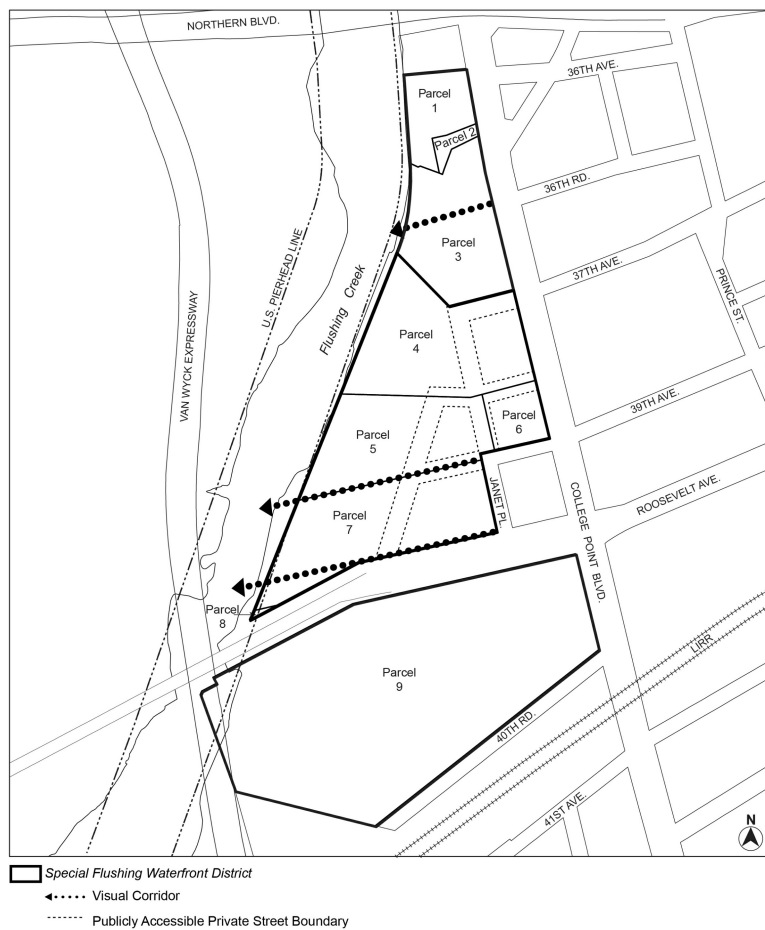 NORTHERN BLVD.
36TH AVE.
Parcel
1
Parcel 2
36TH RD.
Parcel
3
37TH AVE.
PRINCE ST.
U.S. PIERHEAD LINE
Flushing Creek
VAN WYCK EXPRESSWAY
Parcel
4
39TH AVE.
Parcel
6
Parcel
5
JANET PL.
COLLEGE POINT BLVD.
ROOSEVELT AVE.
Parcel
7
Parcel
8
Parcel
9
LIRR
40TH RD.
41ST AVE.
N
Special Flushing Waterfront District
Visual Corridor
Publicly Accessible Private Street Boundary